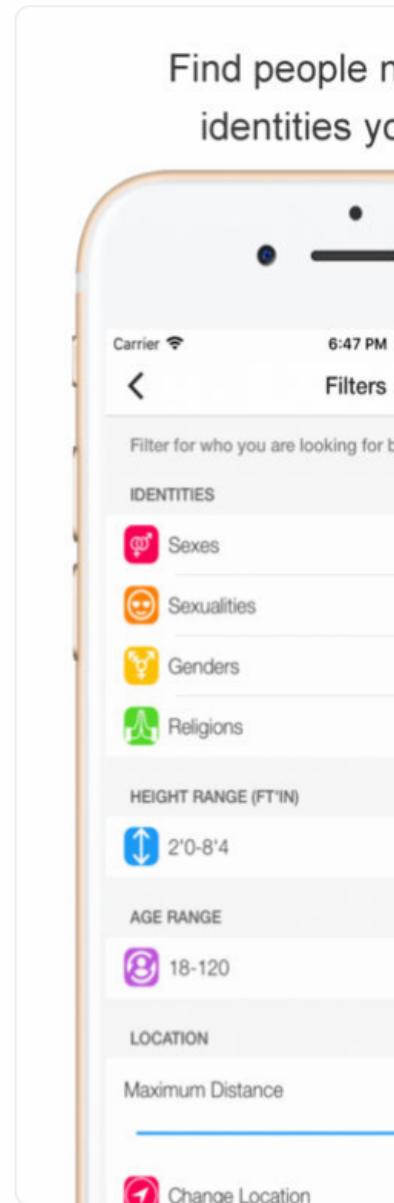 Find people
identities
Carrier
6:47 PM
Filters
Filter for who you are looking for
IDENTITIES
Sexes
Sexualities
Genders
Religions
HEIGHT RANGE (FT'IN)
2'0-8'4
AGE RANGE
18-120
LOCATION
Maximum Distance
Change Location